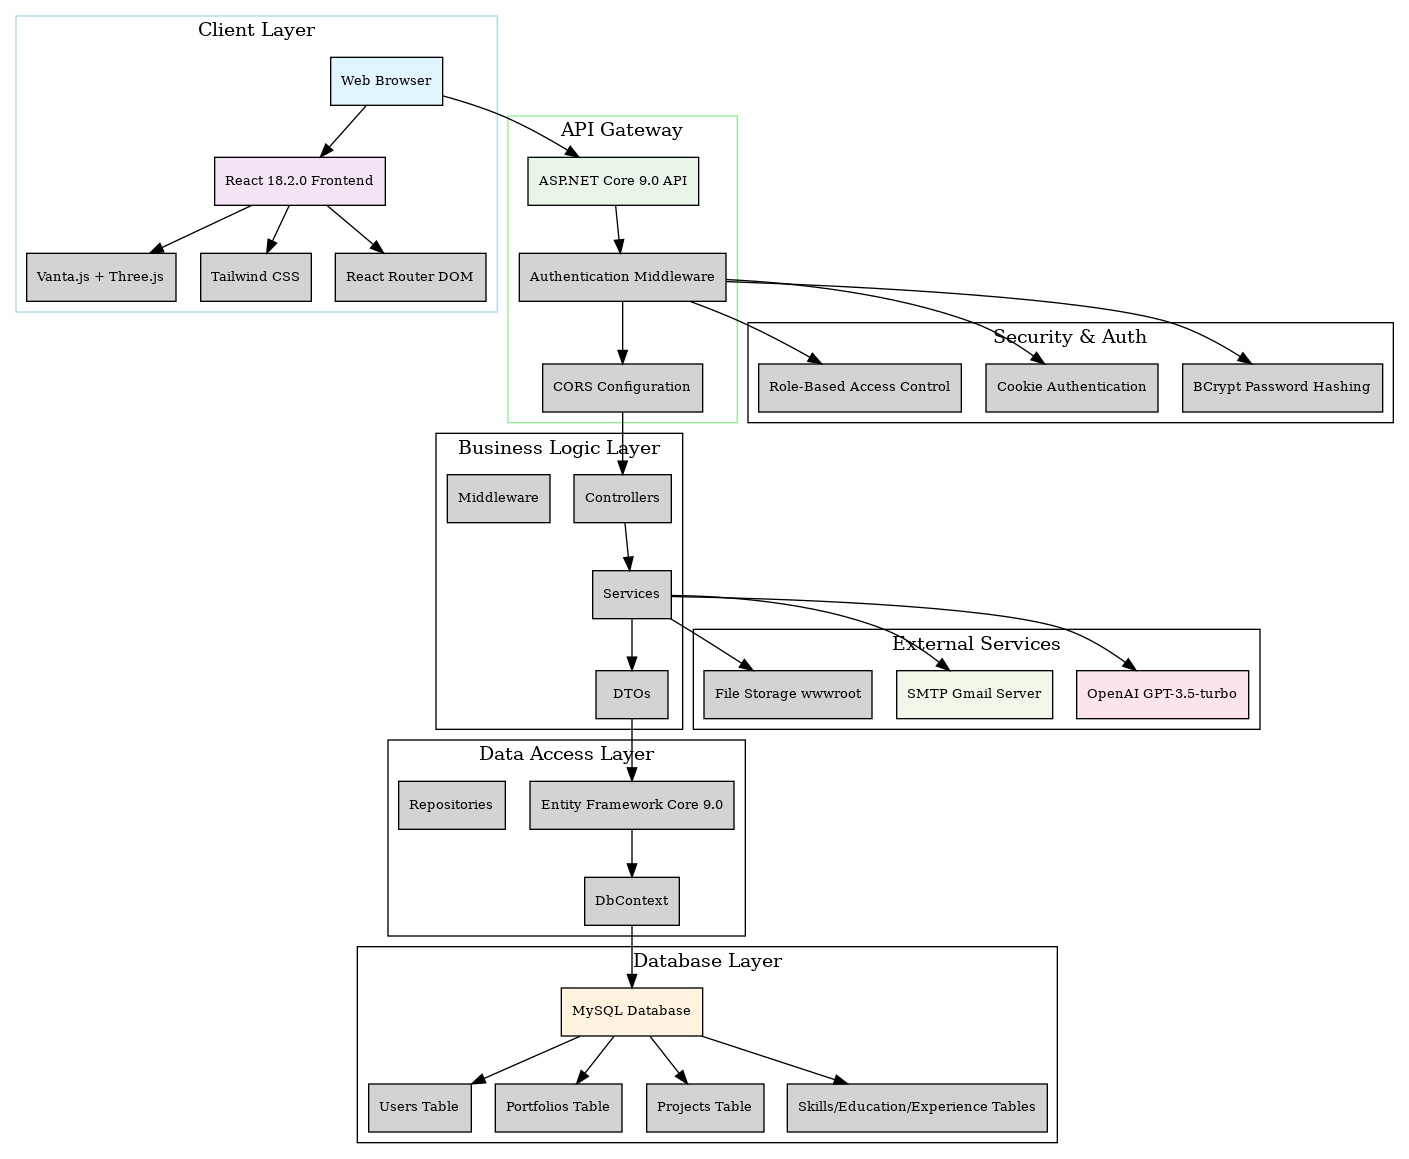 Client Layer
Web Browser
React 18.2.0 Frontend
Vanta.js + Three.js
Tailwind CSS
React Router DOM
API Gateway
ASP.NET Core 9.0 API
Authentication Middleware
CORS Configuration
Security & Auth
Role-Based Access Control
Cookie Authentication
BCrypt Password Hashing
Business Logic Layer
Middleware
Controllers
Services
DTOs
External Services
File Storage wwwroot
SMTP Gmail Server
OpenAI GPT-3.5-turbo
Data Access Layer
Repositories
Entity Framework Core 9.0
DbContext
Database Layer
MySQL Database
Users Table
Portfolios Table
Projects Table
Skills/Education/Experience Tables